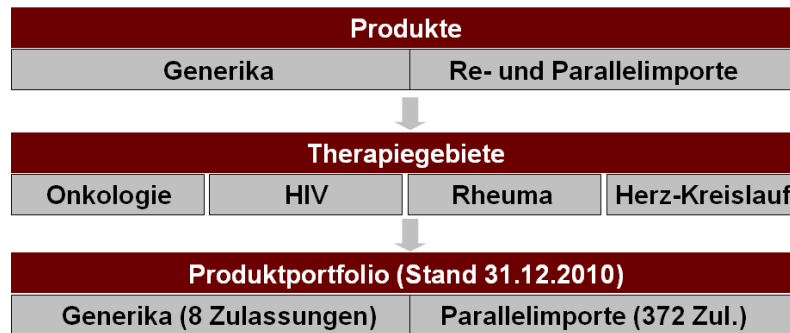 Produkte
Generika Re- und Parallelimporte
Therapiegebiete
Onkologie HIV Rheuma Herz-Kreislauf
Produktportfolio (Stand 31.12.2010)
Generika (8 Zulassungen) Parallelimporte (372 Zul.)